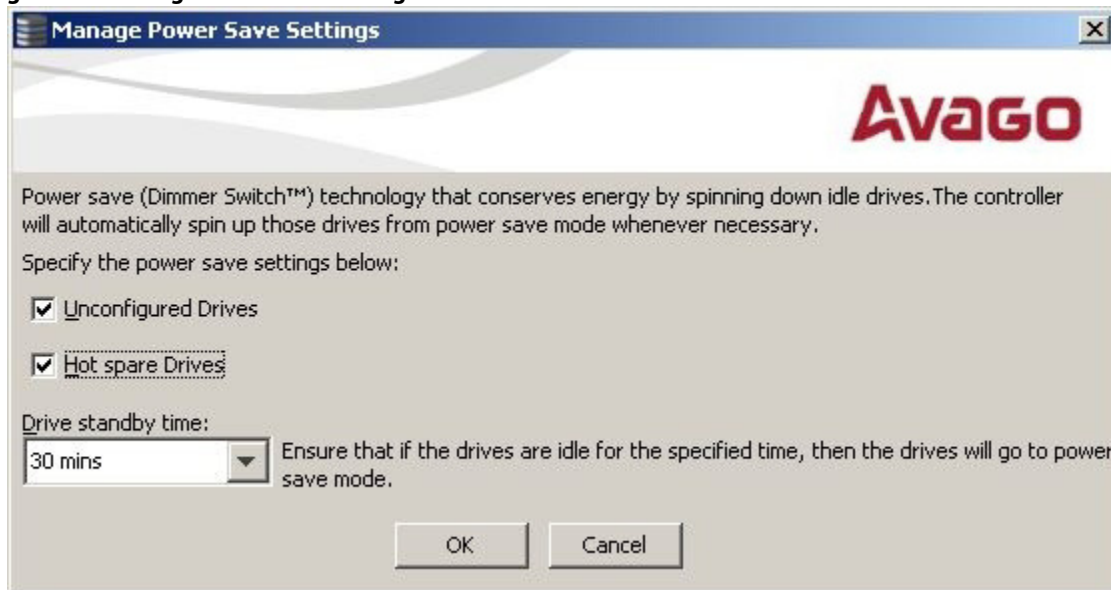 Manage Power Save Settings
Avago
Power save (Dimmer Switch™) technology that conserves energy by spinning down idle drives.The controller
will automatically spin up those drives from power save mode whenever necessary.
Specify the power save settings below:
Unconfigured Drives
Hot spare Drives
Drive standby time:
30 mins
Ensure that if the drives are idle for the specified time, then the drives will go to power
save mode.
OK
Cancel